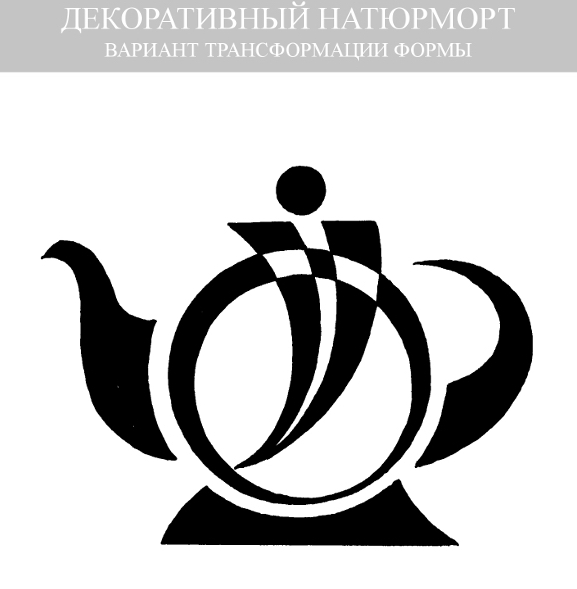 ДЕКОРАТИВНЫЙ НАТЮРМОРТ
ВАРИАНТ ТРАНСФОРМАЦИИ ФОРМЫ